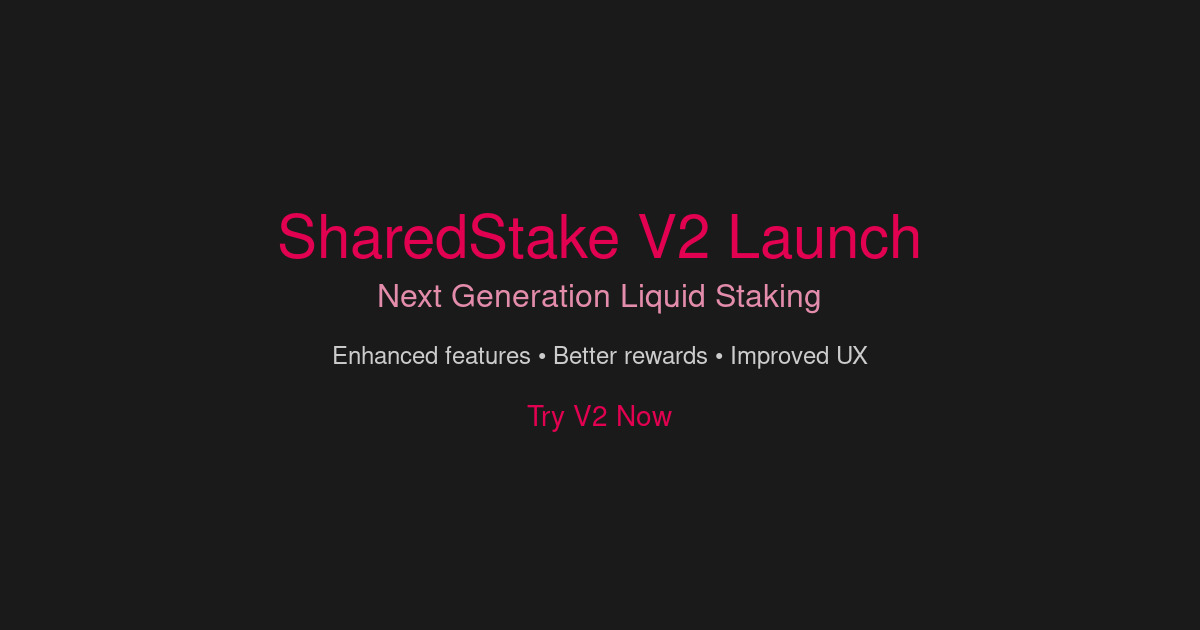 SharedStake V2 Launch
Next Generation Liquid Staking
Enhanced features • Better rewards • Improved UX
Try V2 Now